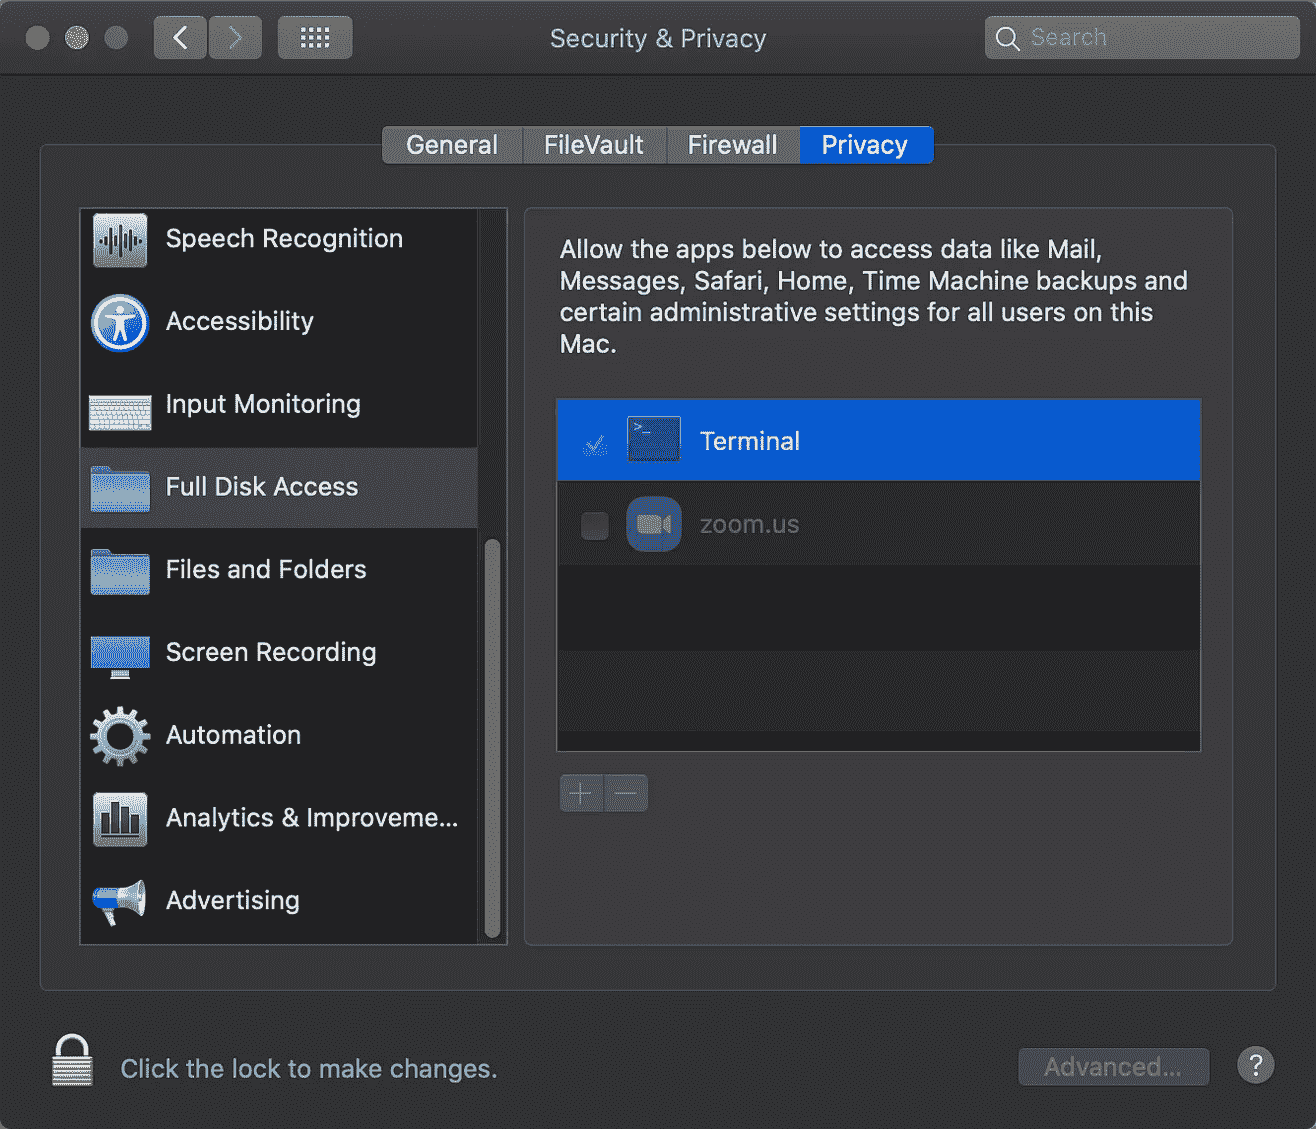 Security & Privacy
Search
General
FileVault
Firewall
Privacy
Speech Recognition
Accessibility
Input Monitoring
Full Disk Access
Files and Folders
Screen Recording
Automation
Analytics & Improveme...
Advertising
Allow the apps below to access data like Mail,
Messages, Safari, Home, Time Machine backups and
certain administrative settings for all users on this
Mac.
Terminal
zoom.us
Click the lock to make changes.
Advanced...
?